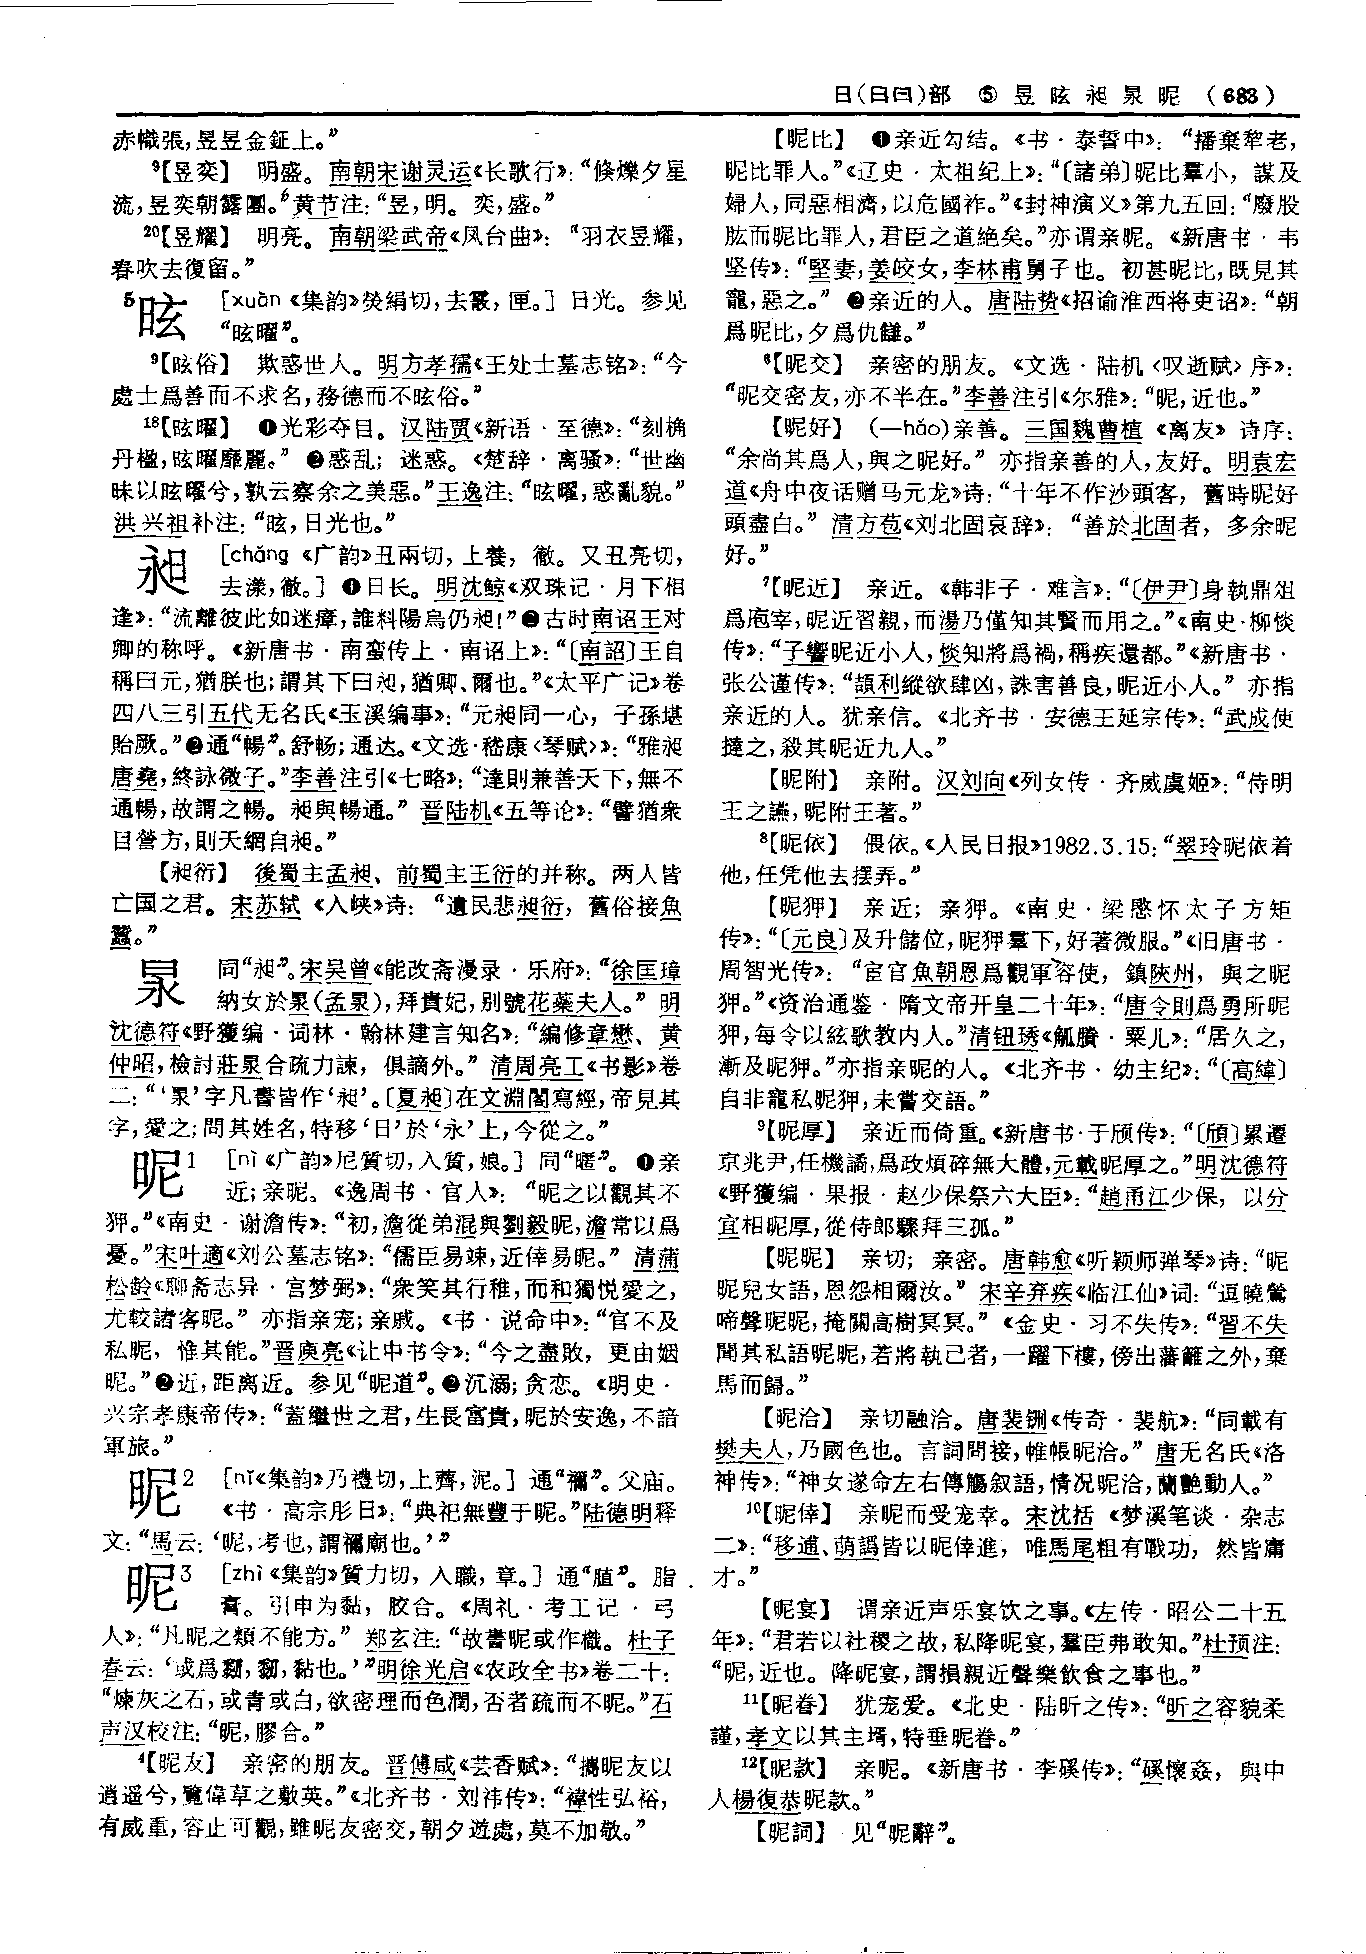 日(日曰)部 ⑤ 昱昡昶昹昵 (683)
赤幟張,昱昱金鉦上。”
⁹【昱奕】 明盛。南朝宋谢灵运《长歌行》:“倏爍夕星
流,昱奕朝露團。”黄节注:“昱,明。奕,盛。”
²⁰【昱耀】 明亮。南朝梁武帝《凤台曲》:“羽衣昱耀,
春吹去復留。”
⁵昡 [xuàn《集韵》熒絹切,去霰,匣。] 日光。参见
“昡曜”。
⁹【昡俗】 欺惑世人。明方孝孺《王处士墓志铭》:“今
處士爲善而不求名,務德而不昡俗。”
¹⁸【昡曜】 ❶光彩夺目。汉陆贾《新语·至德》:“刻桷
丹楹,昡曜靡麗。” ❷惑乱;迷惑。《楚辞·离骚》:“世幽
昧以昡曜兮,孰云察余之美惡。”王逸注:“昡曜,惑亂貌。”
洪兴祖补注:“昡,日光也。”
昶 [chǎng《广韵》丑兩切,上養,徹。又丑亮切,
去漾,徹。] ❶日长。明沈鲸《双珠记·月下相
逢》:“流離彼此如迷瘴,誰料陽烏仍昶!”❷古时南诏王对
卿的称呼。《新唐书·南蛮传上·南诏上》:“〔南詔〕王自
稱曰元,猶朕也;謂其下曰昶,猶卿、爾也。”《太平广记》卷
四八三引五代无名氏《玉溪编事》:“元昶同一心,子孫堪
貽厥。”❸通“暢”。舒畅;通达。《文选·嵇康〈琴赋〉》:“雅昶
唐堯,終詠微子。”李善注引《七略》:“達則兼善天下,無不
通暢,故謂之暢。昶與暢通。” 晋陆机《五等论》:“譬猶衆
目營方,則天網自昶。”
【昶衍】 後蜀主孟昶、前蜀主王衍的并称。两人皆
亡国之君。宋苏轼《入峡》诗:“遺民悲昶衍,舊俗接魚
蠶。”
昹 同“昶”。宋吴曾《能改斋漫录·乐府》:“徐匡璋
納女於昹(孟昹),拜貴妃,别號花蘂夫人。” 明
沈德符《野獲编·词林·翰林建言知名》:“編修章懋、黄
仲昭,檢討莊昹合疏力諫,俱謫外。” 清周亮工《书影》卷
二:“‘昹’字凡書皆作‘昶’。〔夏昶〕在文淵閣寫經,帝見其
字,愛之;問其姓名,特移‘日’於‘永’上,今從之。”
昵¹ [nì《广韵》尼質切,入質,娘。] 同“暱”。❶亲
近;亲昵。《逸周书·官人》:“昵之以觀其不
狎。”《南史·谢澹传》:“初,澹從弟混與劉毅昵,澹常以爲
憂。”宋叶適《刘公墓志铭》:“儒臣易竦,近倖易昵。” 清蒲
松龄《聊斋志异·宫梦弼》:“衆笑其行稚,而和獨悦愛之,
尤較諸客昵。” 亦指亲宠;亲戚。《书·说命中》:“官不及
私昵,惟其能。”晋庾亮《让中书令》:“今之盡敗,更由姻
昵。”❷近,距离近。参见“昵道”。❸沉溺;贪恋。《明史·
兴宗孝康帝传》:“蓋繼世之君,生長富貴,昵於安逸,不諳
軍旅。”
昵² [nǐ《集韵》乃禮切,上薺,泥。] 通“禰”。父庙。
《书·高宗肜日》:“典祀無豐于昵。”陆德明释
文:“馬云:‘昵,考也,謂禰廟也。’”
昵³ [zhì《集韵》質力切,入職,章。] 通“䐈”。脂
膏。引申为黏,胶合。《周礼·考工记·弓
人》:“凡昵之類不能方。” 郑玄注:“故書昵或作樴。杜子
春云:‘或爲䵒,䵒,黏也。’”明徐光启《农政全书》卷二十:
“煉灰之石,或青或白,欲密理而色潤,否者疏而不昵。”石
声汉校注:“昵,膠合。”
⁴【昵友】 亲密的朋友。晋傅咸《芸香赋》:“攜昵友以
逍遥兮,覽偉草之敷英。”《北齐书·刘祎传》:“禕性弘裕,
有威重,容止可觀,雖昵友密交,朝夕遊處,莫不加敬。”
【昵比】 ❶亲近勾结。《书·泰誓中》:“播棄犂老,
昵比罪人。”《辽史·太祖纪上》:“〔諸弟〕昵比羣小,謀及
婦人,同惡相濟,以危國祚。”《封神演义》第九五回:“廢股
肱而昵比罪人,君臣之道絶矣。”亦谓亲昵。《新唐书·韦
坚传》:“堅妻,姜皎女,李林甫舅子也。初甚昵比,既見其
寵,惡之。” ❷亲近的人。唐陆贽《招谕淮西将吏诏》:“朝
爲昵比,夕爲仇讎。”
⁶【昵交】 亲密的朋友。《文选·陆机〈叹逝赋〉序》:
“昵交密友,亦不半在。”李善注引《尔雅》:“昵,近也。”
【昵好】 (—hǎo)亲善。三国魏曹植《离友》诗序:
“余尚其爲人,與之昵好。” 亦指亲善的人,友好。明袁宏
道《舟中夜话赠马元龙》诗:“十年不作沙頭客,舊時昵好
頭盡白。” 清方苞《刘北固哀辞》:“善於北固者,多余昵
好。”
⁷【昵近】 亲近。《韩非子·难言》:“〔伊尹〕身執鼎俎
爲庖宰,昵近習親,而湯乃僅知其賢而用之。”《南史·柳惔
传》:“子響昵近小人,惔知將爲禍,稱疾還都。”《新唐书·
张公谨传》:“頡利縱欲肆凶,誅害善良,昵近小人。” 亦指
亲近的人。犹亲信。《北齐书·安德王延宗传》:“武成使
撻之,殺其昵近九人。”
【昵附】 亲附。汉刘向《列女传·齐威虞姬》:“侍明
王之讌,昵附王著。”
⁸【昵依】 偎依。《人民日报》1982.3.15:“翠玲昵依着
他,任凭他去摆弄。”
【昵狎】 亲近;亲狎。《南史·梁愍怀太子方矩
传》:“〔元良〕及升儲位,昵狎羣下,好著微服。”《旧唐书·
周智光传》:“宦官魚朝恩爲觀軍容使,鎮陝州,與之昵
狎。”《资治通鉴·隋文帝开皇二十年》:“唐令則爲勇所昵
狎,每令以絃歌教内人。”清钮琇《觚賸·粟儿》:“居久之,
漸及昵狎。”亦指亲昵的人。《北齐书·幼主纪》:“〔高緯〕
自非寵私昵狎,未嘗交語。”
⁹【昵厚】 亲近而倚重。《新唐书·于颀传》:“〔頎〕累遷
京兆尹,任機譎,爲政煩碎無大體,元載昵厚之。”明沈德符
《野獲编·果报·赵少保祭六大臣》:“趙甬江少保,以分
宜相昵厚,從侍郎驟拜三孤。”
【昵昵】 亲切;亲密。唐韩愈《听颖师弹琴》诗:“昵
昵兒女語,恩怨相爾汝。” 宋辛弃疾《临江仙》词:“逗曉鶯
啼聲昵昵,掩關高樹冥冥。” 《金史·习不失传》:“習不失
聞其私語昵昵,若將執己者,一躍下樓,傍出藩籬之外,棄
馬而歸。”
【昵洽】 亲切融洽。唐裴铏《传奇·裴航》:“同載有
樊夫人,乃國色也。言詞問接,帷帳昵洽。” 唐无名氏《洛
神传》:“神女遂命左右傳觴叙語,情况昵洽,蘭艷動人。”
¹⁰【昵倖】 亲昵而受宠幸。宋沈括《梦溪笔谈·杂志
二》:“移逋、萌譌皆以昵倖進,唯馬尾粗有戰功,然皆庸
才。”
【昵宴】 谓亲近声乐宴饮之事。《左传·昭公二十五
年》:“君若以社稷之故,私降昵宴,羣臣弗敢知。”杜预注:
“昵,近也。降昵宴,謂損親近聲樂飲食之事也。”
¹¹【昵眷】 犹宠爱。《北史·陆昕之传》:“昕之容貌柔
謹,孝文以其主壻,特垂昵眷。”
¹²【昵款】 亲昵。《新唐书·李磎传》:“磎懷姦,與中
人楊復恭昵款。”
【昵詞】 见“昵辭”。